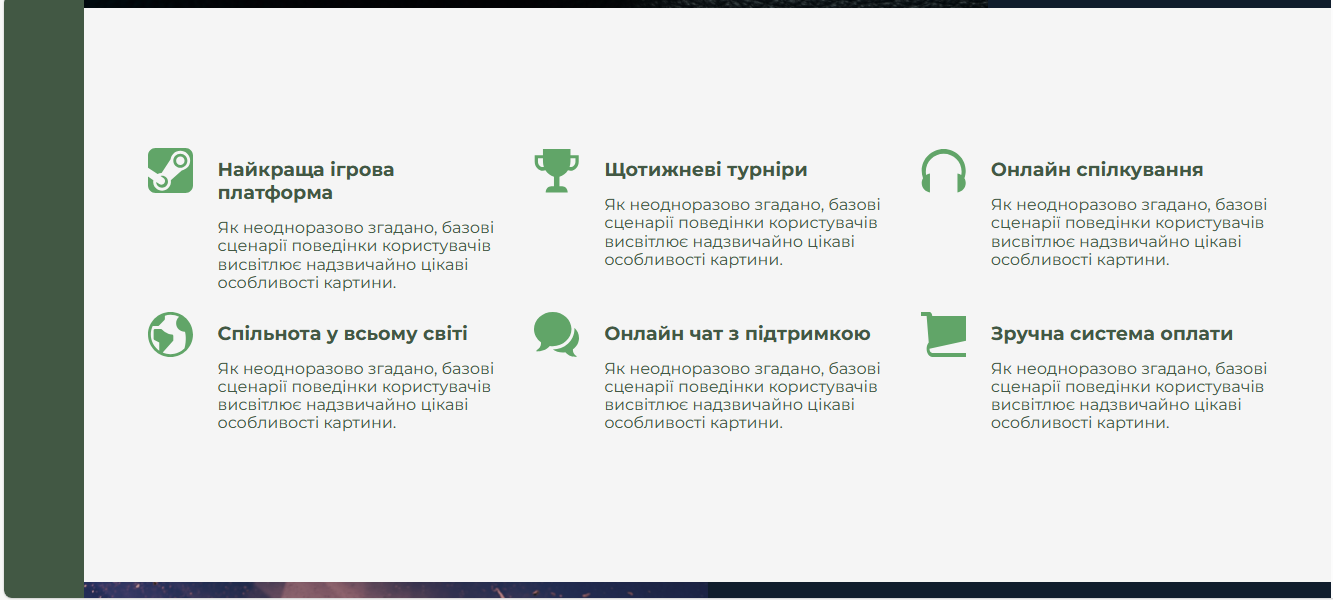 Найкраща ігрова
платформа
Як неодноразово згадано, базові
сценарії поведінки користувачів
висвітлює надзвичайно цікаві
особливості картини.
Щотижневі турніри
Як неодноразово згадано, базові
сценарії поведінки користувачів
висвітлює надзвичайно цікаві
особливості картини.
Онлайн спілкування
Як неодноразово згадано, базові
сценарії поведінки користувачів
висвітлює надзвичайно цікаві
особливості картини.
Спільнота у всьому світі
Як неодноразово згадано, базові
сценарії поведінки користувачів
висвітлює надзвичайно цікаві
особливості картини.
Онлайн чат з підтримкою
Як неодноразово згадано, базові
сценарії поведінки користувачів
висвітлює надзвичайно цікаві
особливості картини.
Зручна система оплати
Як неодноразово згадано, базові
сценарії поведінки користувачів
висвітлює надзвичайно цікаві
особливості картини.